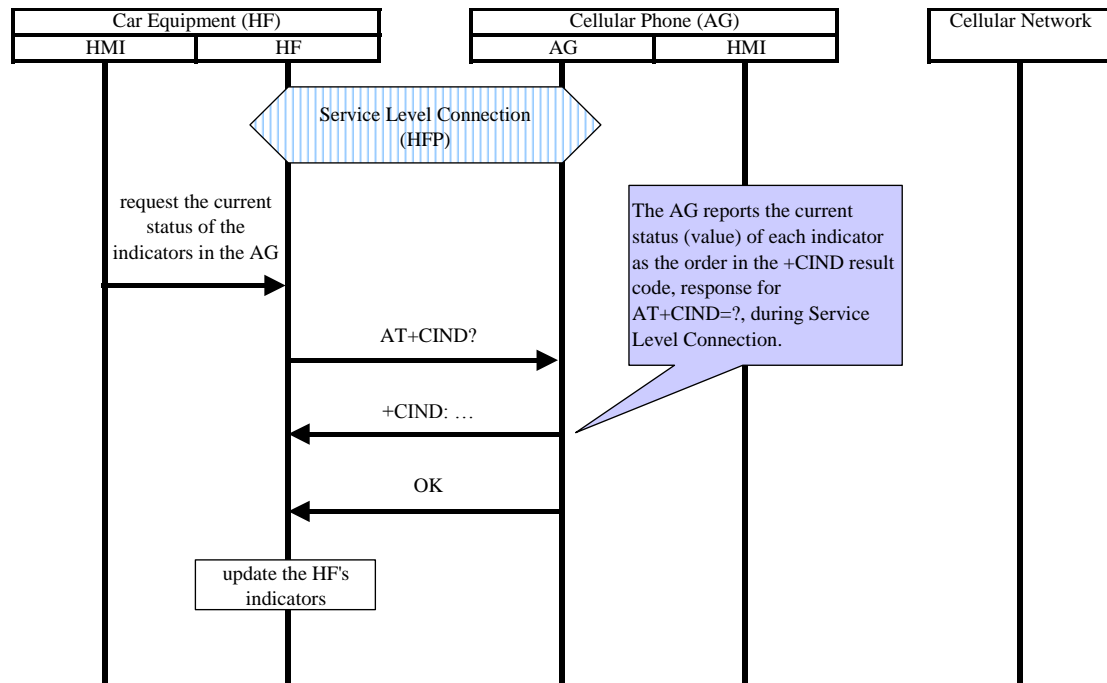 Car Equipment (HF)
Cellular Phone (AG)
Cellular Network
HMI
HF
AG
HMI
Service Level Connection
(HFP)
request the current
status of the
indicators in the AG
The AG reports the current
status (value) of each indicator
as the order in the +CIND result
code, response for
AT+CIND=?, during Service
Level Connection.
AT+CIND?
+CIND: …
OK
update the HF's
indicators